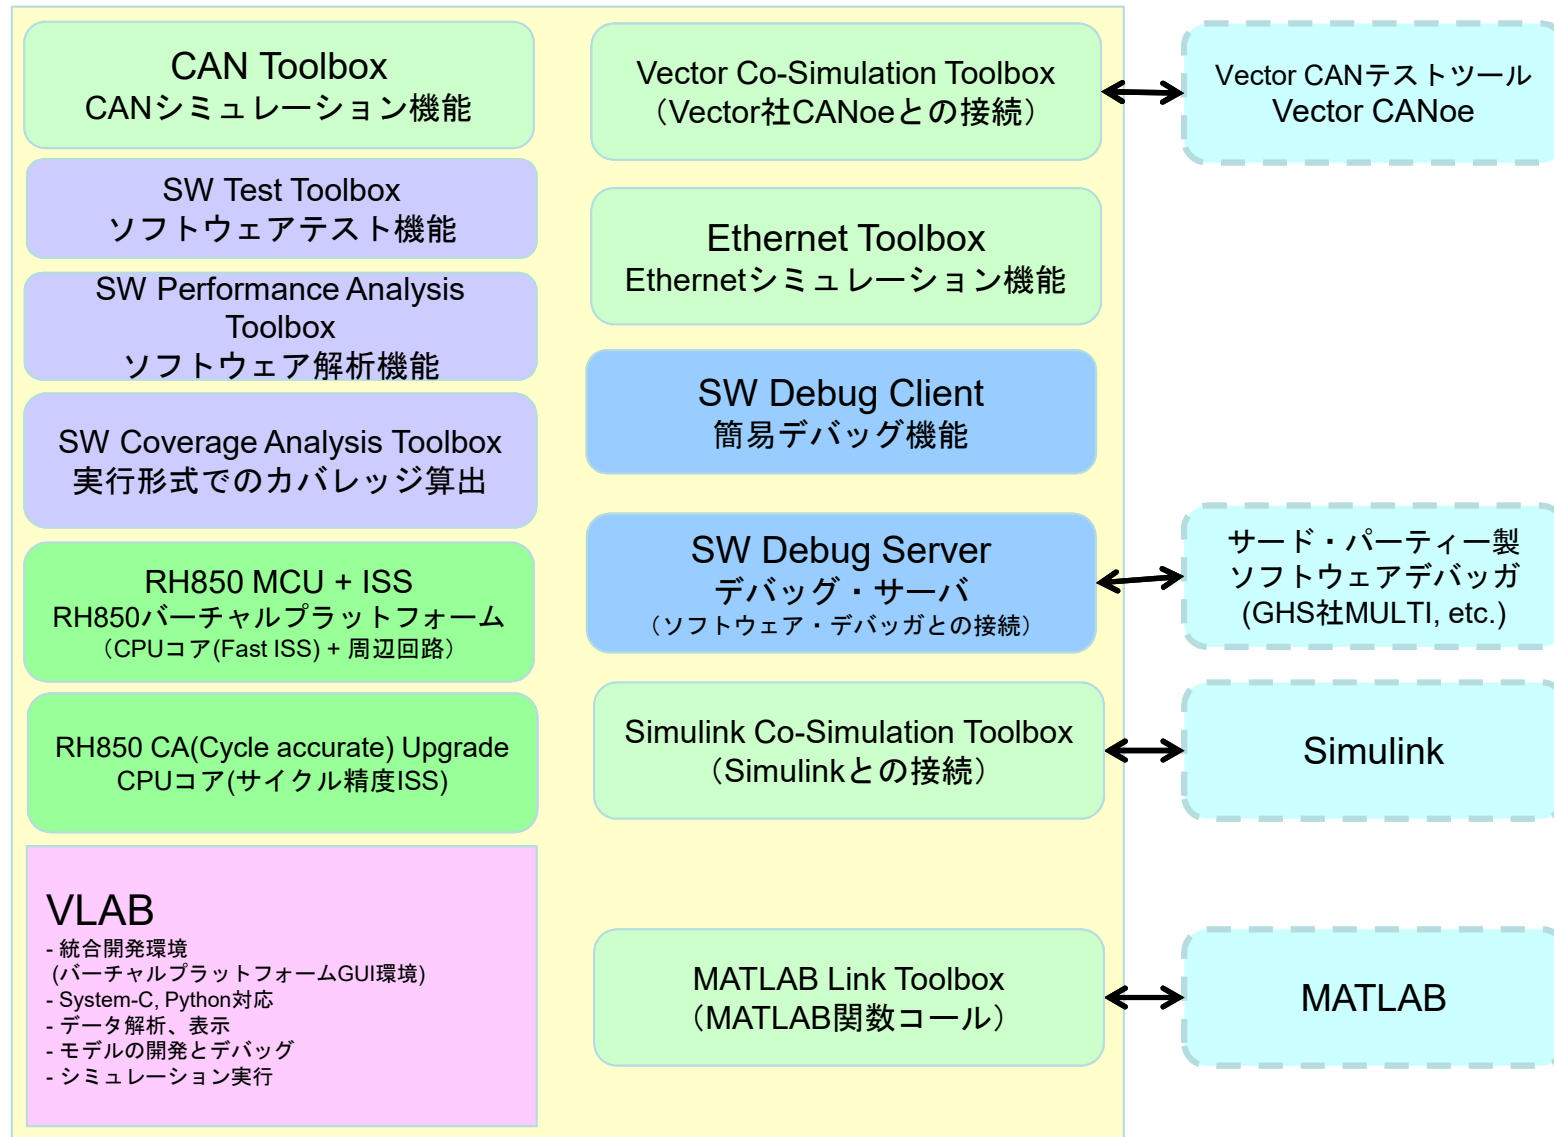 CAN Toolbox
CANシミュレーション機能
SW Test Toolbox
ソフトウェアテスト機能
SW Performance Analysis
Toolbox
ソフトウェア解析機能
SW Coverage Analysis Toolbox
実行形式でのカバレッジ算出
RH850 MCU + ISS
RH850バーチャルプラットフォーム
（CPUコア(Fast ISS) + 周辺回路）
RH850 CA(Cycle accurate) Upgrade
CPUコア(サイクル精度ISS)
VLAB
- 統合開発環境
(バーチャルプラットフォームGUI環境)
- System-C, Python対応
- データ解析、表示
- モデルの開発とデバッグ
- シミュレーション実行
Vector Co-Simulation Toolbox
（Vector社CANoeとの接続）
Ethernet Toolbox
Ethernetシミュレーション機能
SW Debug Client
簡易デバッグ機能
SW Debug Server
デバッグ・サーバ
（ソフトウェア・デバッガとの接続）
Simulink Co-Simulation Toolbox
（Simulinkとの接続）
MATLAB Link Toolbox
（MATLAB関数コール）
Vector CANテストツール
Vector CANoe
サード・パーティー製
ソフトウェアデバッガ
(GHS社MULTI, etc.)
Simulink
MATLAB